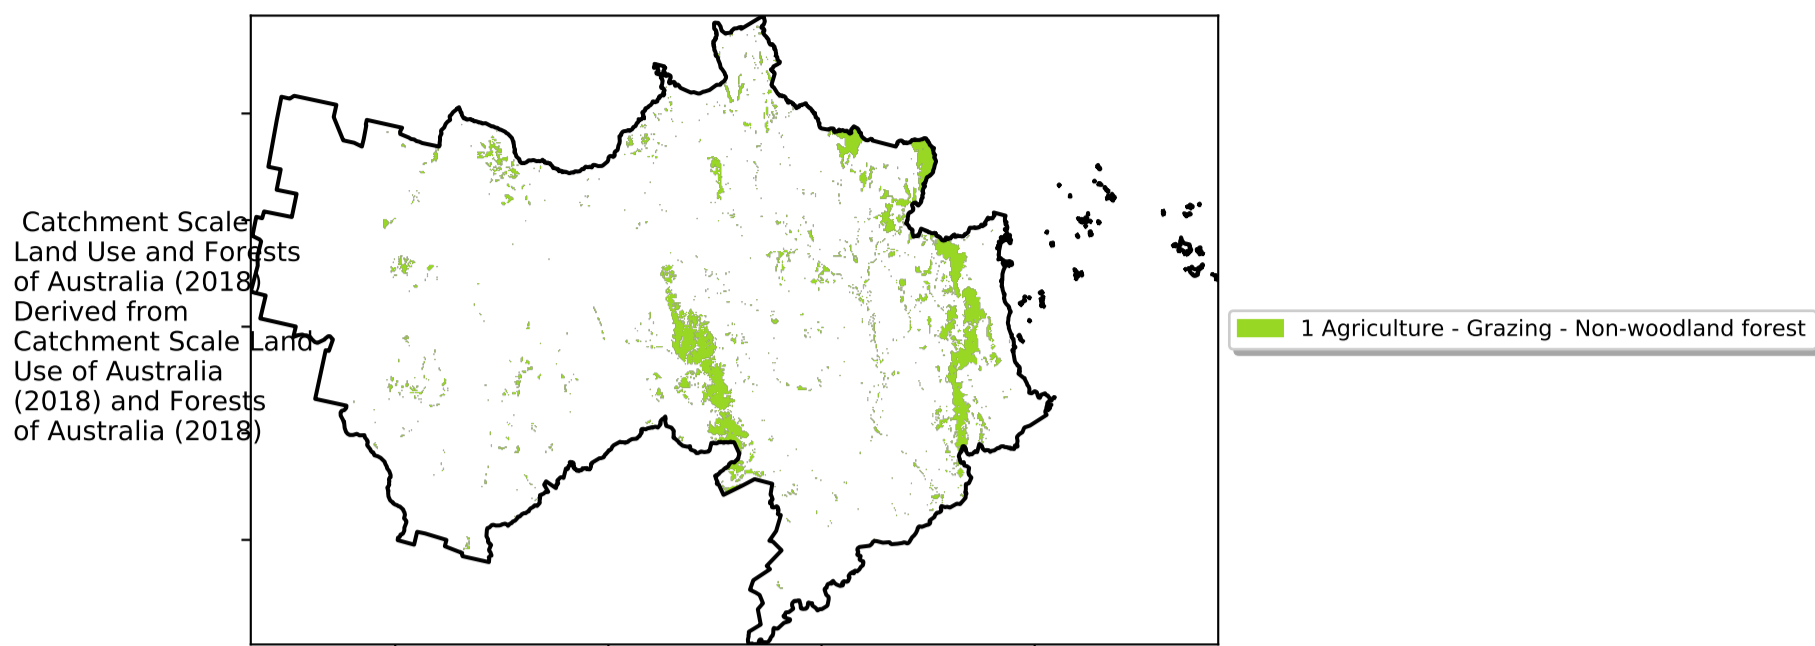 Catchment Scale
Land Use and Forests
of Australia (2018)
Derived from
Catchment Scale Land
Use of Australia
(2018) and Forests
of Australia (2018)
1 Agriculture - Grazing - Non-woodland forest